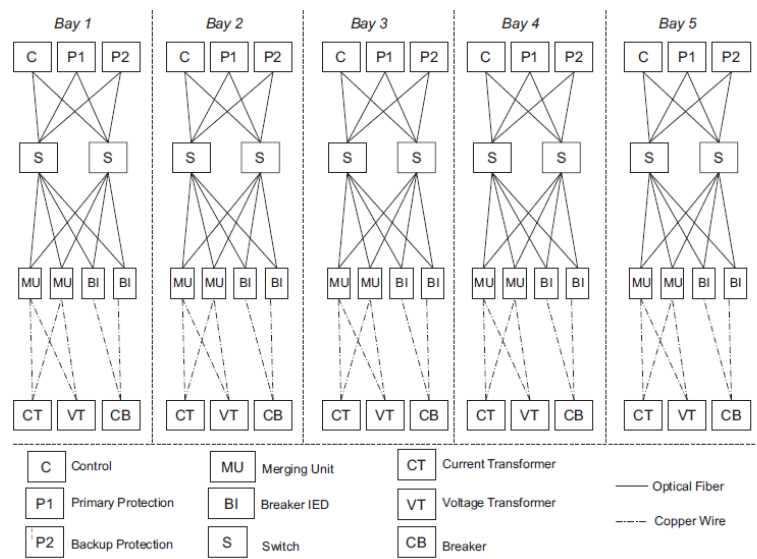 Bay 1 Bay 2 Bay 3 Bay 4 Bay 5
C P1 P2 C P1 P2 C P1 P2 C P1 P2 C P1 P2
S S S S S S S S S S
MU MU BI BI MU MU BI BI MU MU BI BI MU MU BI BI MU MU BI BI
CT VT CB CT VT CB CT VT CB CT VT CB CT VT CB
C Control MU Merging Unit CT Current Transformer
P1 Primary Protection BI Breaker IED VT Voltage Transformer
P2 Backup Protection S Switch CB Breaker
Optical Fiber
Copper Wire